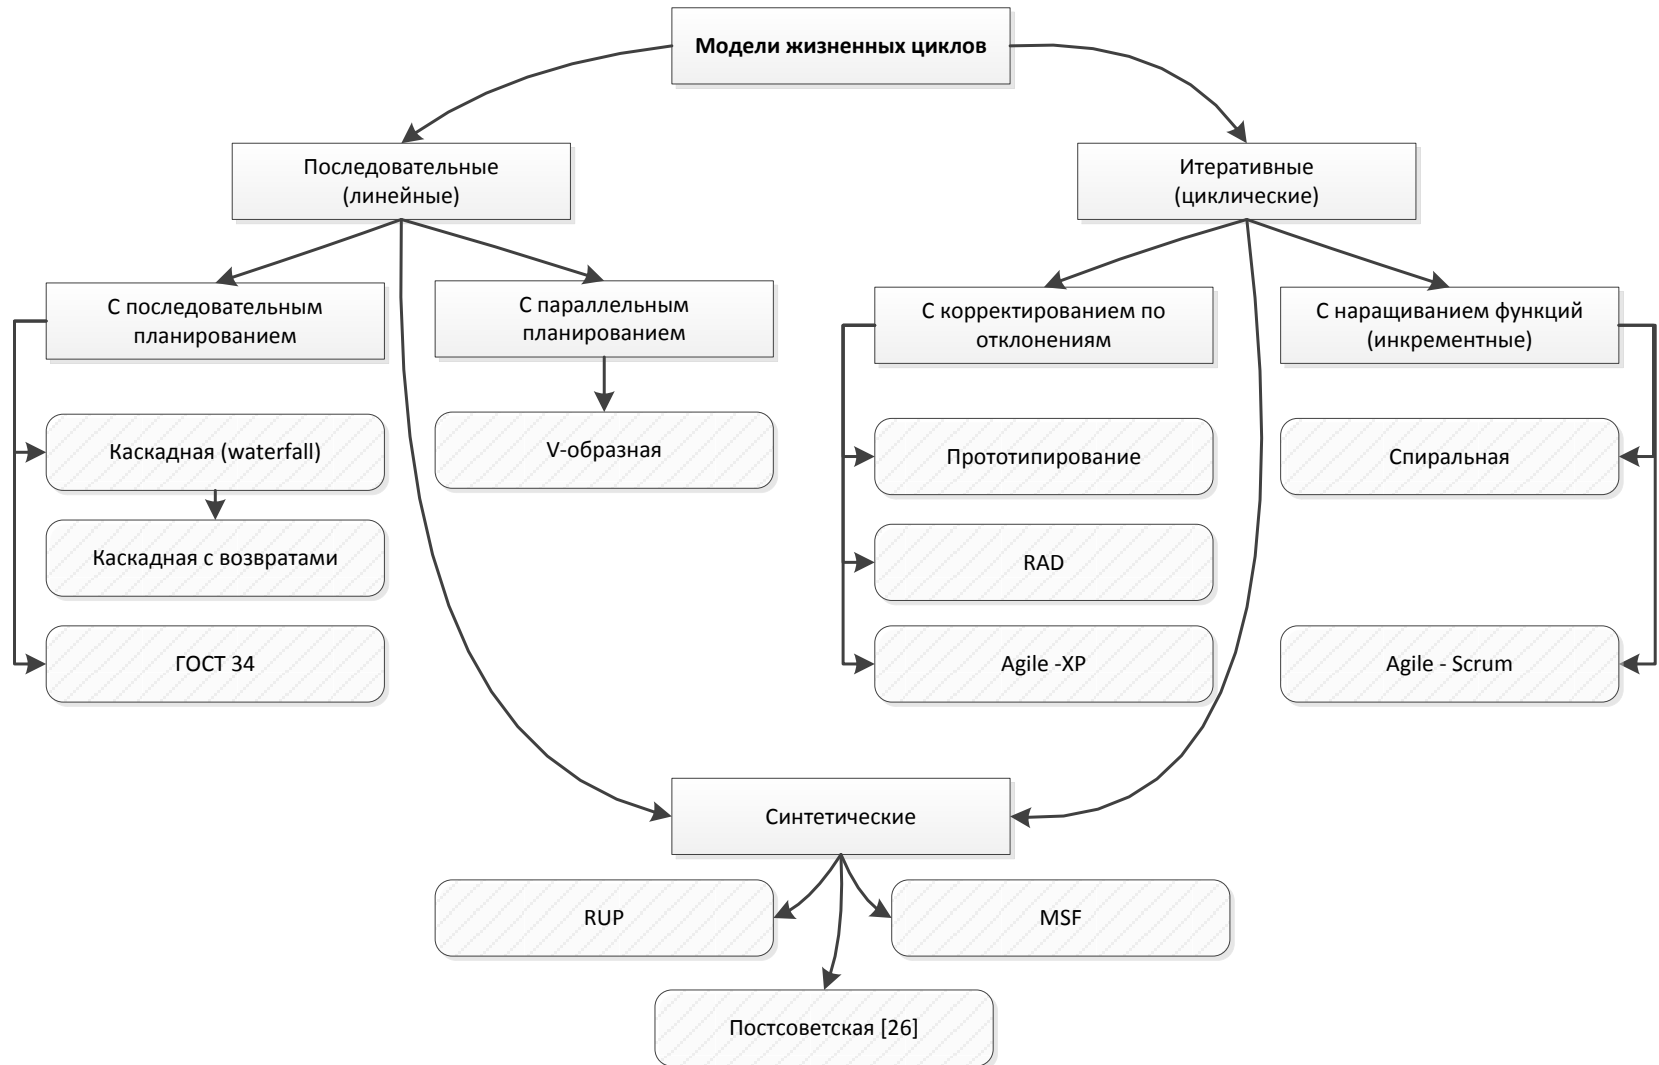 Модели жизненных циклов
Последовательные
(линейные)
Итеративные
(циклические)
С последовательным
планированием
С параллельным
планированием
С корректированием по
отклонениям
С наращиванием функций
(инкрементные)
Каскадная (waterfall)
V-образная
Прототипирование
Спиральная
Каскадная с возвратами
RAD
ГОСТ 34
Agile -XP
Agile - Scrum
Синтетические
RUP
MSF
Постсоветская [26]